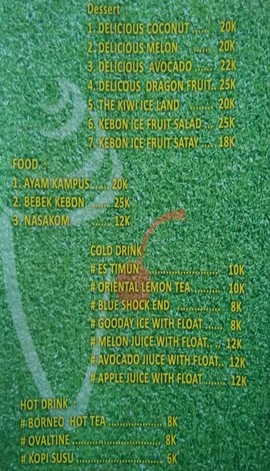 Dessert :
1. DELICIOUS COCONUT ..... 20K
2. DELICIOUS MELON ..... 20K
3. DELICIOUS AVOCADO ...... 22K
4. DELICOUS DRAGON FRUIT.. 25K
5. THE KIWI ICE LAND ........ 20K
6. KEBON ICE FRUIT SALAD ... 25K
7. KEBON ICE FRUIT SATAY .... 18K
FOOD :
1. AYAM KAMPUS...... 20K
2. BEBEK KEBON ...... 25K
3. NASAKOM ...... 12K
COLD DRINK
# ES TIMUN ........................ 10K
# ORIENTAL LEMON TEA.......... 10K
# BLUE SHOCK END ................ 8K
# GOODAY ICE WITH FLOAT...... 8K
# MELON JUICE WITH FLOAT.... 12K
# AVOCADO JIUCE WITH FLOAT.. 12K
# APPLE JUICE WITH FLOAT....... 12K
HOT DRINK :
# BORNEO HOT TEA .............. 8K
# OVALTINE .......................... 8K
# KOPI SUSU ........................ 6K